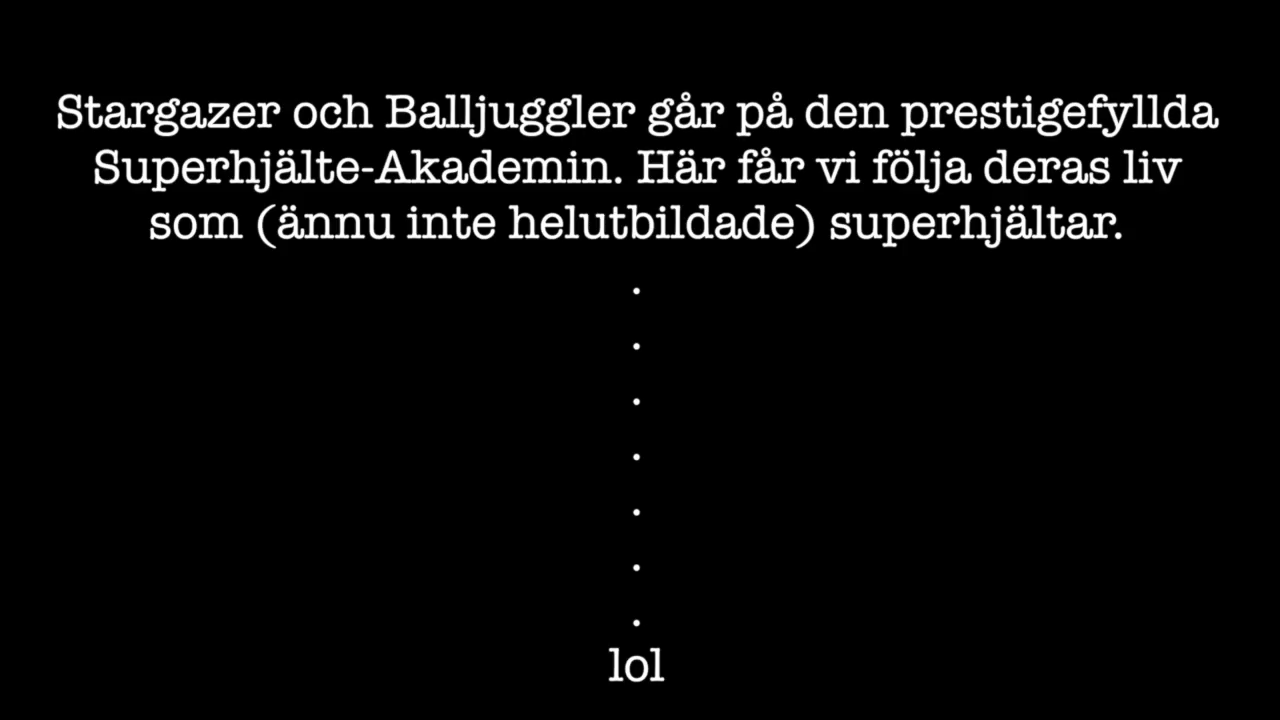 Stargazer och Balljuggler går på den prestigefyllda
Superhjälte-Akademin. Här får vi följa deras liv
som (ännu inte helutbildade) superhjältar.
.
.
.
.
.
.
.
lol